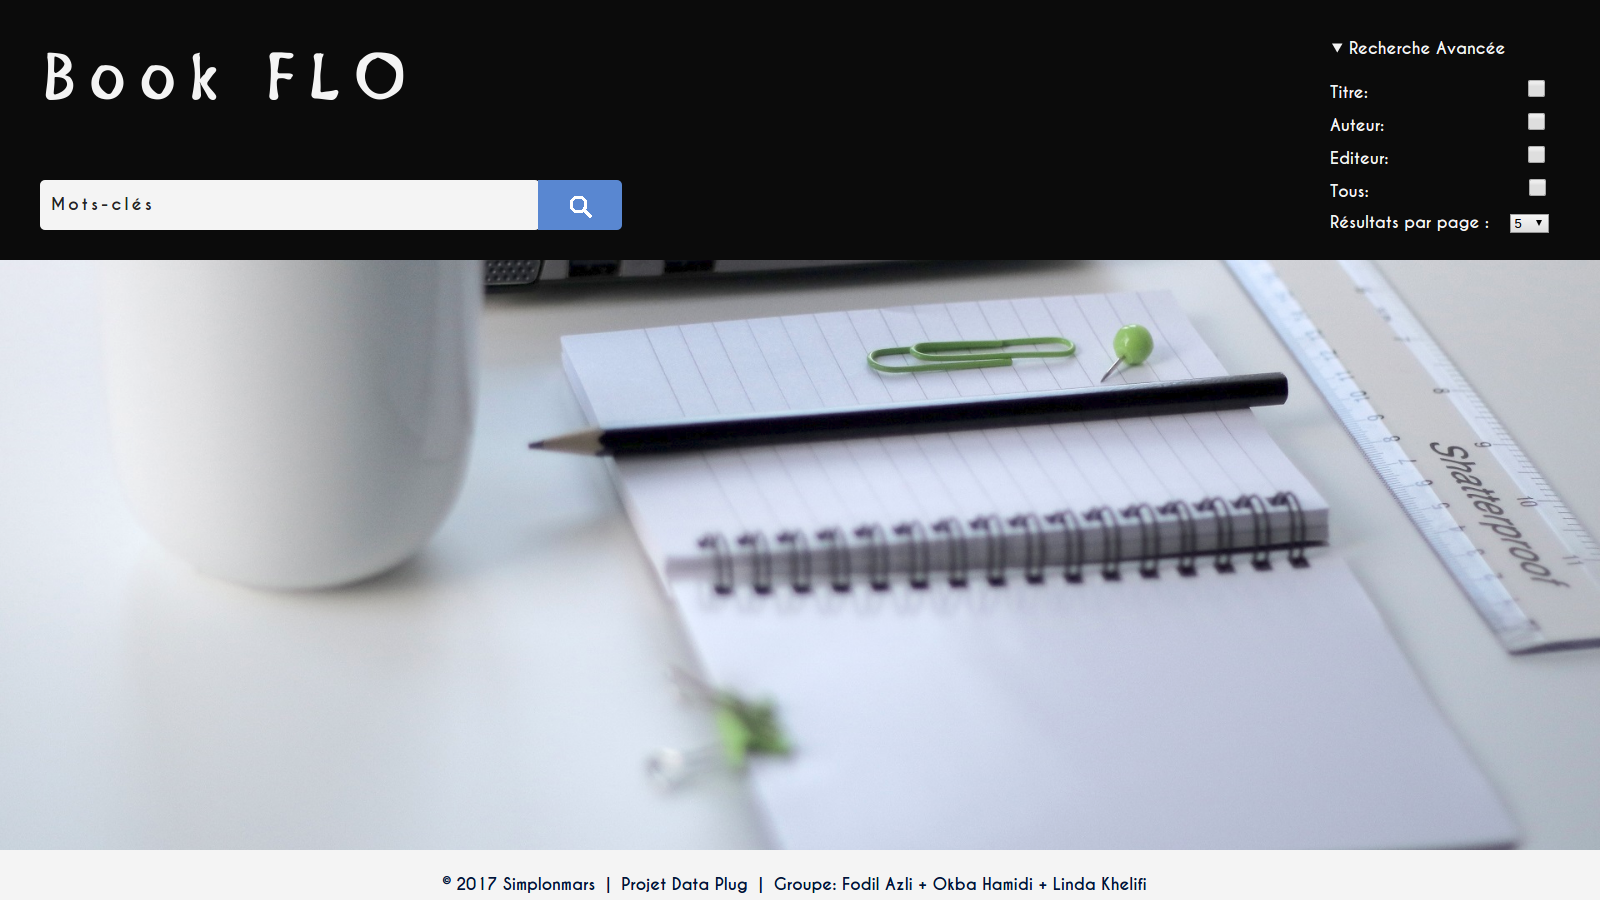 Book FLO
Recherche Avancée
Titre:
Auteur:
Editeur:
Tous:
Résultats par page : 5
Mots-clés
Shatterproof
© 2017 Simplonmars | Projet Data Plug | Groupe: Fodil Azli + Okba Hamidi + Linda Khelifi